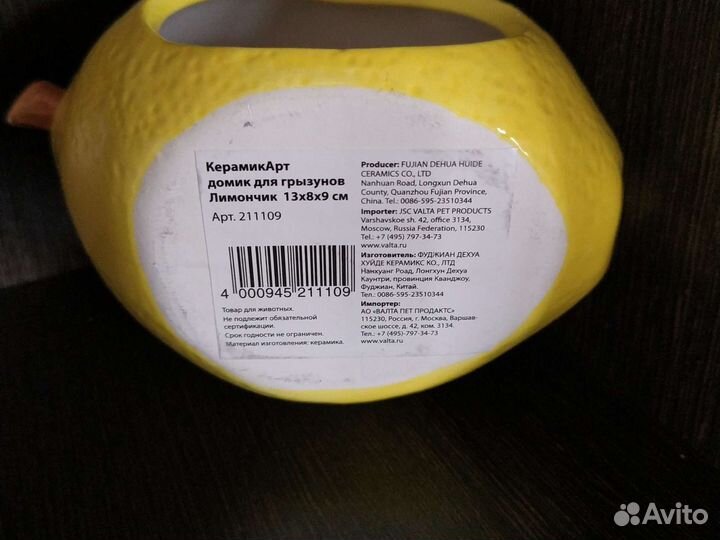 КерамикАрт
домик для грызунов
Лимончик 13х8х9 см
Арт. 211109
4 000945 211109
Товар для животных.
Не подлежит обязательной
сертификации.
Срок годности не ограничен.
Материал изготовления: керамика.
Producer: FUJIAN DEHUA HUIDE
CERAMICS CO., LTD
Nanhuan Road, Longxun Dehua
County, Quanzhou Fujian Province,
China. Tel.: 0086-595-23510344
Importer: JSC VALTA PET PRODUCTS
Varshavskoe sh. 42, office 3134,
Moscow, Russia Federation, 115230
Tel.: +7 (495) 797-34-73
www.valta.ru
Изготовитель: ФУДЖИАН ДЕХУА
ХУЙДЕ КЕРАМИКС КО., ЛТД
Нанхуанг Роад, Лонгхун Дехуа
Каунтри, провинция Кванджоу,
Фуджиан, Китай.
Тел.: 0086-595-23510344
Импортер:
АО «ВАЛТА ПЕТ ПРОДАКТС»
115230, Россия, г. Москва, Варшав-
ское шоссе, д. 42, ком. 3134.
Тел.: +7 (495) 797-34-73
www.valta.ru
Avito